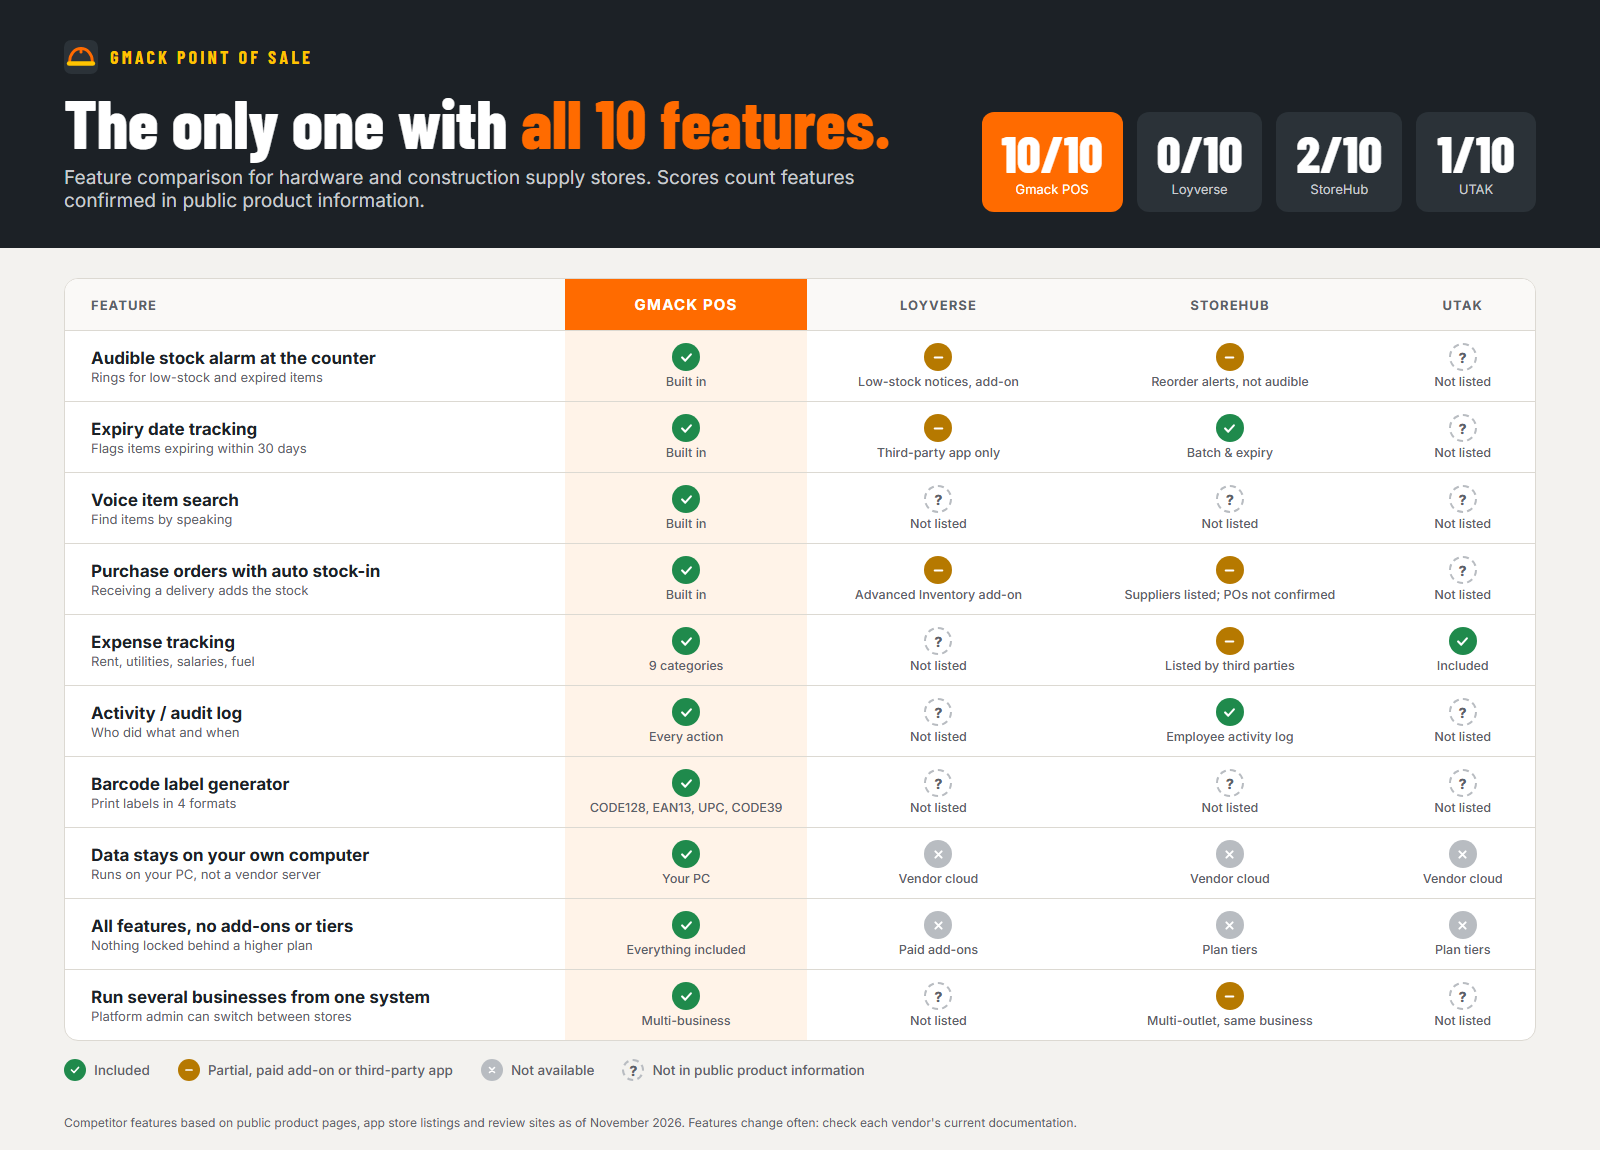 GMACK POINT OF SALE
The only one with all 10 features.
Feature comparison for hardware and construction supply stores. Scores count features
confirmed in public product information.
10/10
Gmack POS
0/10
Loyverse
2/10
StoreHub
1/10
UTAK
FEATURE GMACK POS LOYVERSE STOREHUB UTAK
Audible stock alarm at the counter
Rings for low-stock and expired items
Built in
Low-stock notices, add-on
Reorder alerts, not audible
?
Not listed
Expiry date tracking
Flags items expiring within 30 days
Built in
Third-party app only
Batch & expiry
?
Not listed
Voice item search
Find items by speaking
Built in
?
Not listed
?
Not listed
?
Not listed
Purchase orders with auto stock-in
Receiving a delivery adds the stock
Built in
Advanced Inventory add-on
Suppliers listed; POs not confirmed
?
Not listed
Expense tracking
Rent, utilities, salaries, fuel
9 categories
?
Not listed
Listed by third parties
Included
Activity / audit log
Who did what and when
Every action
?
Not listed
Employee activity log
?
Not listed
Barcode label generator
Print labels in 4 formats
CODE128, EAN13, UPC, CODE39
?
Not listed
?
Not listed
?
Not listed
Data stays on your own computer
Runs on your PC, not a vendor server
Your PC
Vendor cloud
Vendor cloud
Vendor cloud
All features, no add-ons or tiers
Nothing locked behind a higher plan
Everything included
Paid add-ons
Plan tiers
Plan tiers
Run several businesses from one system
Platform admin can switch between stores
Multi-business
?
Not listed
Multi-outlet, same business
?
Not listed
Included
Partial, paid add-on or third-party app
Not available
? Not in public product information
Competitor features based on public product pages, app store listings and review sites as of November 2026. Features change often: check each vendor's current documentation.